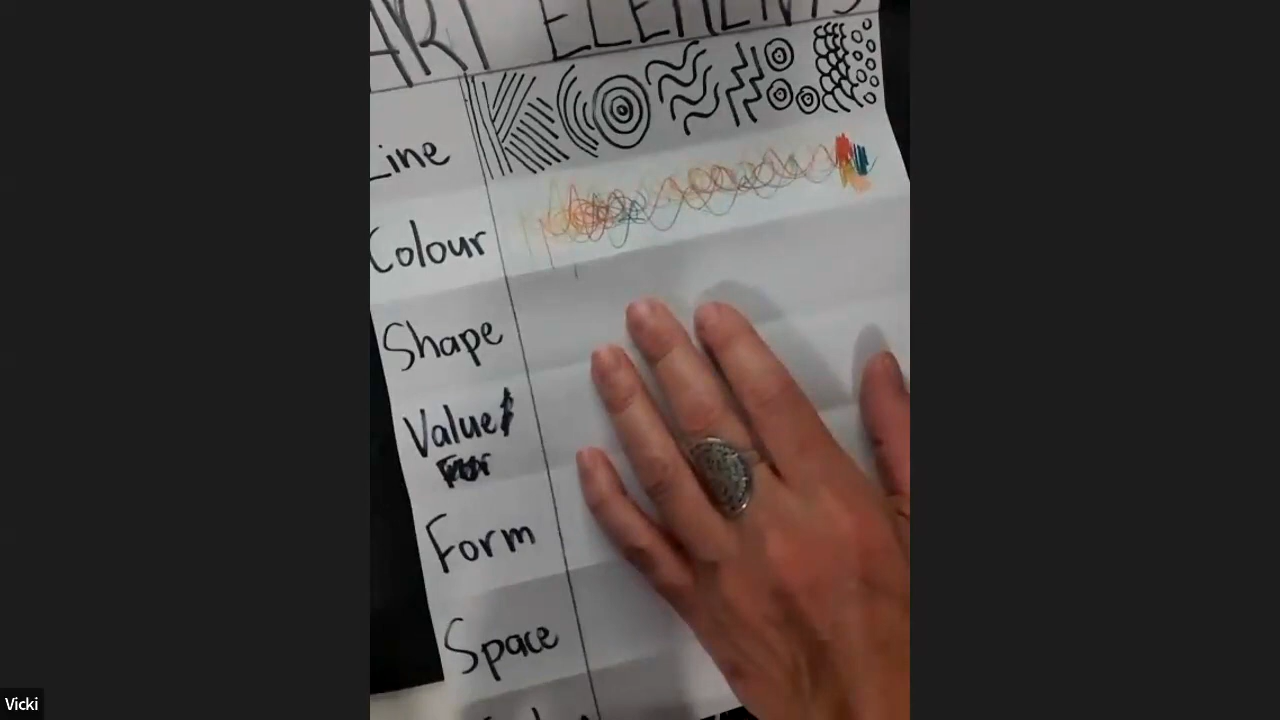 ART ELEMENTS
Line
Colour
Shape
Value
Form
Space
Vicki